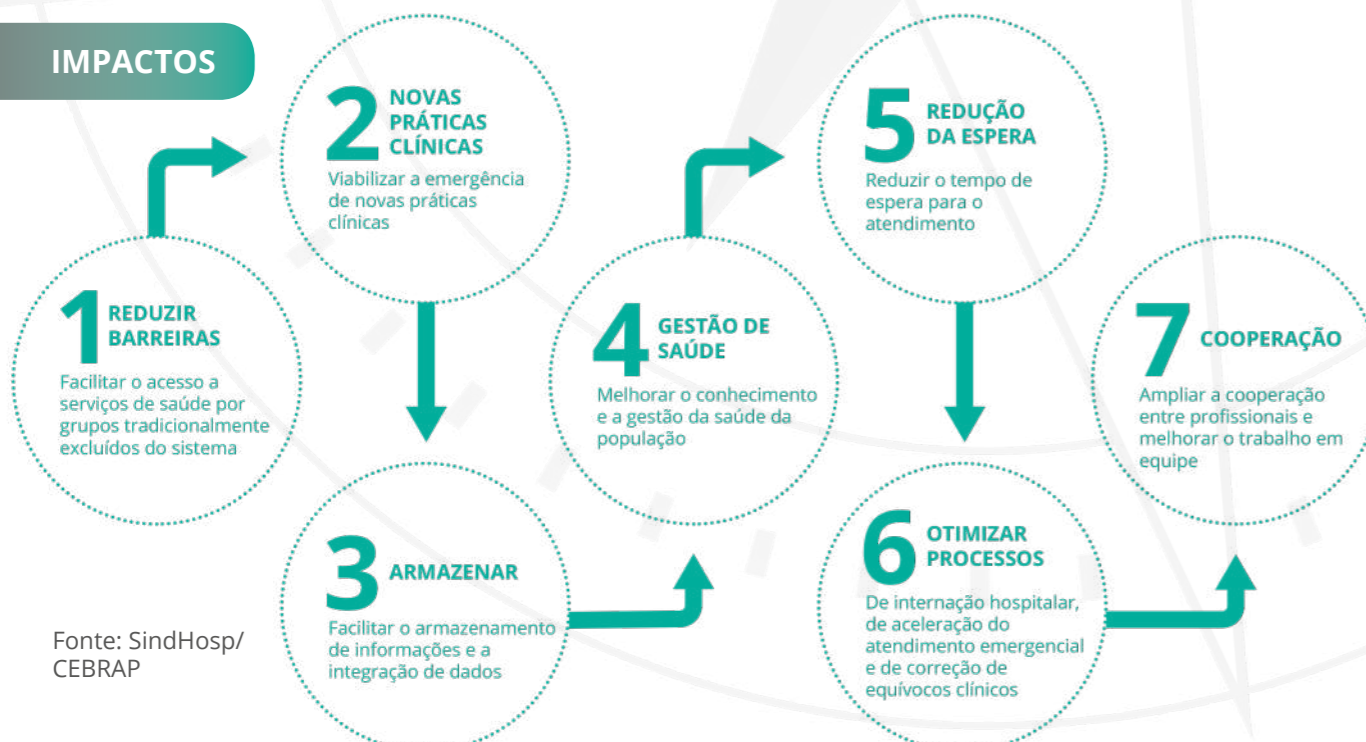 IMPACTOS
1
REDUZIR
BARREIRAS
Facilitar o acesso a
serviços de saúde por
grupos tradicionalmente
excluídos do sistema
2
NOVAS
PRÁTICAS
CLÍNICAS
Viabilizar a emergência
de novas práticas
clínicas
3
ARMAZENAR
Facilitar o armazenamento
de informações e a
integração de dados
4
GESTÃO DE
SAÚDE
Melhorar o conhecimento
e a gestão da saúde da
população
5
REDUÇÃO
DA ESPERA
Reduzir o tempo de
espera para o
atendimento
6
OTIMIZAR
PROCESSOS
De internação hospitalar,
de aceleração do
atendimento emergencial
e de correção de
equívocos clínicos
7
COOPERAÇÃO
Ampliar a cooperação
entre profissionais e
melhorar o trabalho em
equipe
Fonte: SindHosp/
CEBRAP